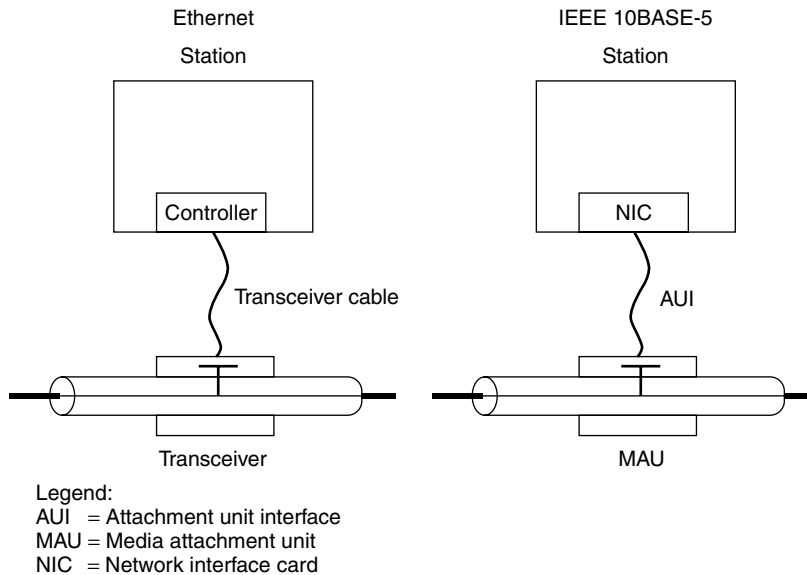 Ethernet
Station
Controller
Transceiver cable
Transceiver
IEEE 10BASE-5
Station
NIC
AUI
MAU
Legend:
AUI = Attachment unit interface
MAU = Media attachment unit
NIC = Network interface card